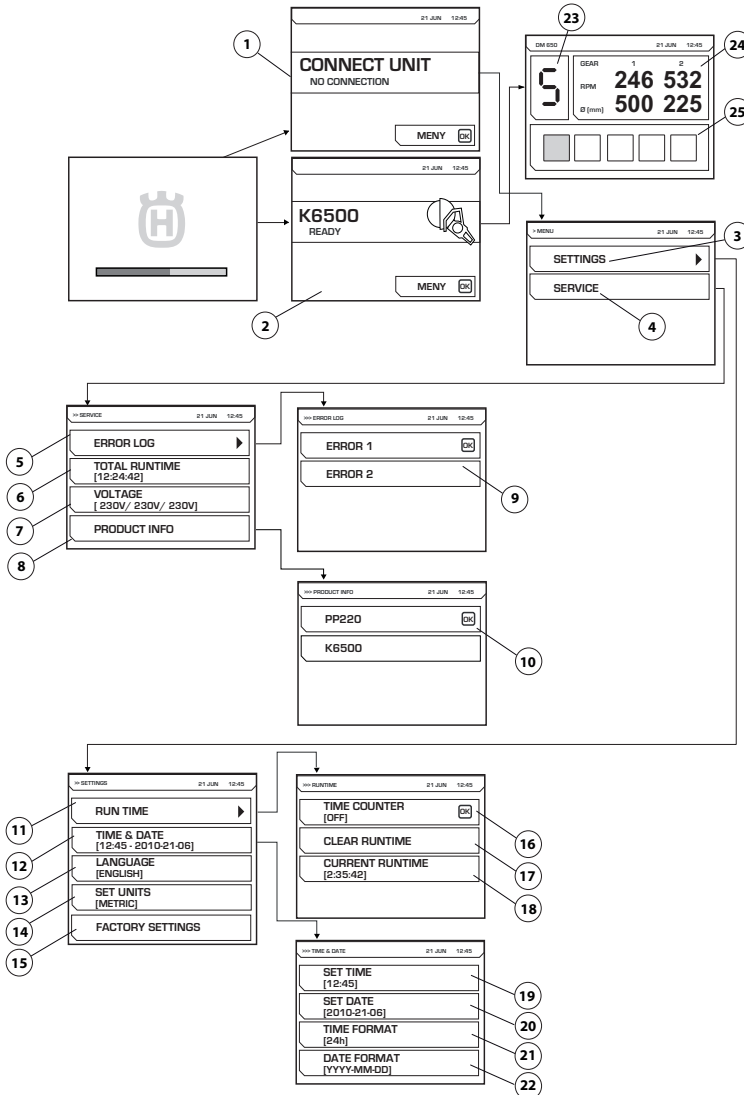 21 JUN 12:45
CONNECT UNIT
NO CONNECTION
MENY OK
1
H
21 JUN 12:45
K6500
READY
MENY OK
2
23
DM 650 21 JUN 12:45
5
GEAR 1 2
RPM 246 532
Ø [mm] 500 225
24
25
> MENU 21 JUN 12:45
SETTINGS
SERVICE
3
4
>> SERVICE 21 JUN 12:45
ERROR LOG
TOTAL RUNTIME
[12:24:42]
VOLTAGE
[ 230V/ 230V/ 230V]
PRODUCT INFO
5
6
7
8
>>> ERROR LOG 21 JUN 12:45
ERROR 1 OK
ERROR 2
9
>>> PRODUCT INFO 21 JUN 12:45
PP220 OK
K6500
10
>> SETTINGS 21 JUN 12:45
RUN TIME
TIME & DATE
[12:45 - 2010-21-06]
LANGUAGE
[ENGLISH]
SET UNITS
[METRIC]
FACTORY SETTINGS
11
12
13
14
15
>>> RUNTIME 21 JUN 12:45
TIME COUNTER
[OFF] OK
CLEAR RUNTIME
CURRENT RUNTIME
[2:35:42]
16
17
18
>>> TIME & DATE 21 JUN 12:45
SET TIME
[12:45]
SET DATE
[2010-21-06]
TIME FORMAT
[24h]
DATE FORMAT
[YYYY-MM-DD]
19
20
21
22